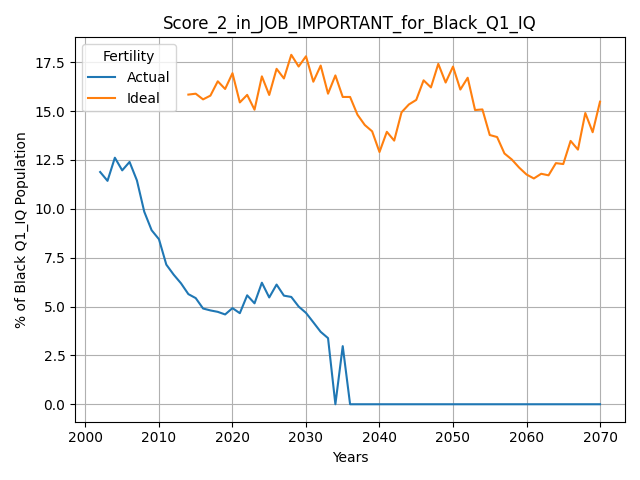 Score_2_in_JOB_IMPORTANT_for_Black_Q1_IQ
Fertility
Actual
Ideal
% of Black Q1_IQ Population
17.5
15.0
12.5
10.0
7.5
5.0
2.5
0.0
2000 2010 2020 2030 2040 2050 2060 2070
Years